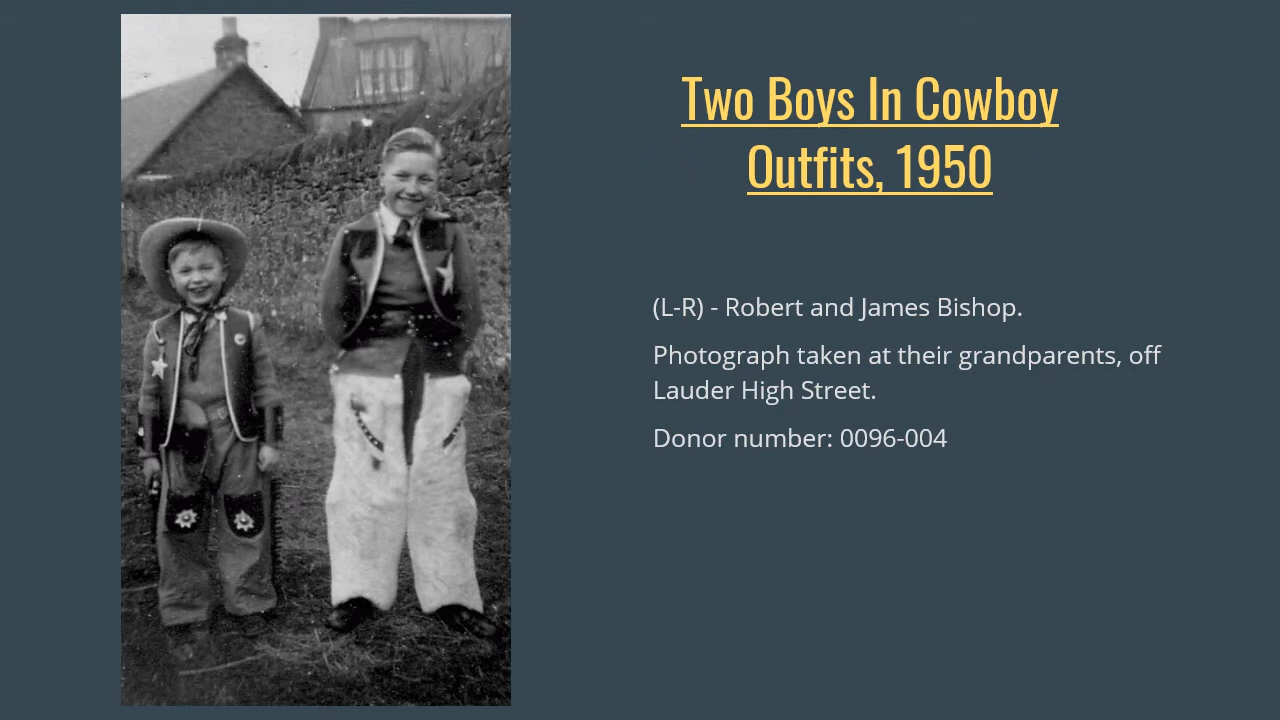 Two Boys In Cowboy
Outfits, 1950
(L-R) - Robert and James Bishop.
Photograph taken at their grandparents, off
Lauder High Street.
Donor number: 0096-004